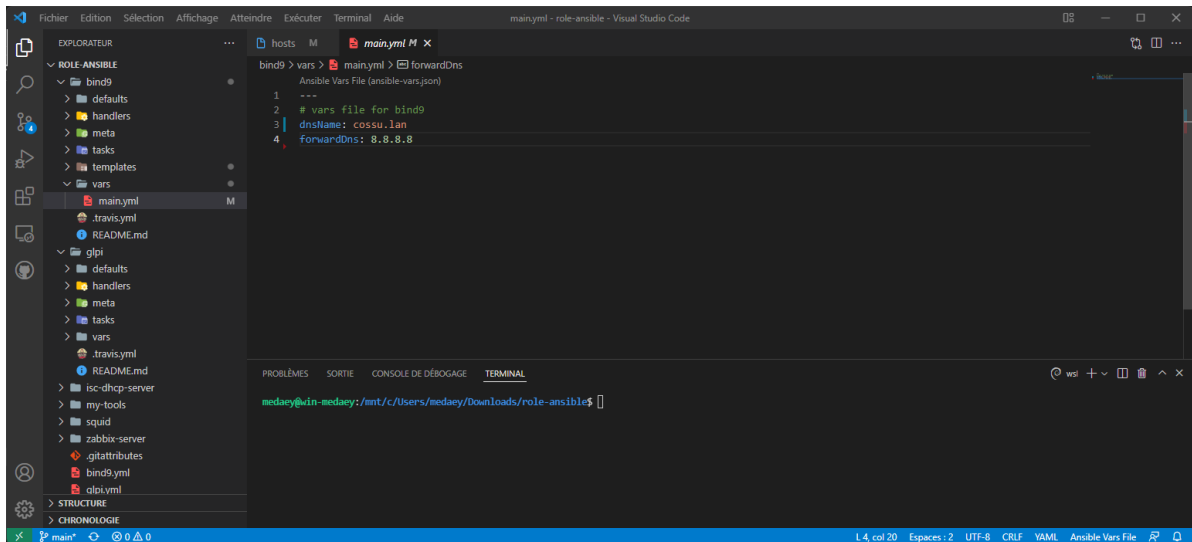 Fichier Edition Sélection Affichage Atteindre Exécuter Terminal Aide main.yml - role-ansible - Visual Studio Code
EXPLORATEUR
ROLE-ANSIBLE
bind9
defaults
handlers
meta
tasks
templates
vars
main.yml M
.travis.yml
README.md
glpi
defaults
handlers
meta
tasks
vars
.travis.yml
README.md
isc-dhcp-server
my-tools
squid
zabbix-server
.gitattributes
bind9.yml
glpi.yml
STRUCTURE
CHRONOLOGIE
4
hosts M main.yml M
bind9 > vars > main.yml > forwardDns
Ansible Vars File (ansible-vars.json)
1 ---
2 # vars file for bind9
3 dnsName: cossu.lan
4 forwardDns: 8.8.8.8
PROBLÈMES SORTIE CONSOLE DE DÉBOGAGE TERMINAL wsl
medaey@win-medaey:/mnt/c/Users/medaey/Downloads/role-ansible$
main* 0 0 L 4, col 20 Espaces : 2 UTF-8 CRLF YAML Ansible Vars File